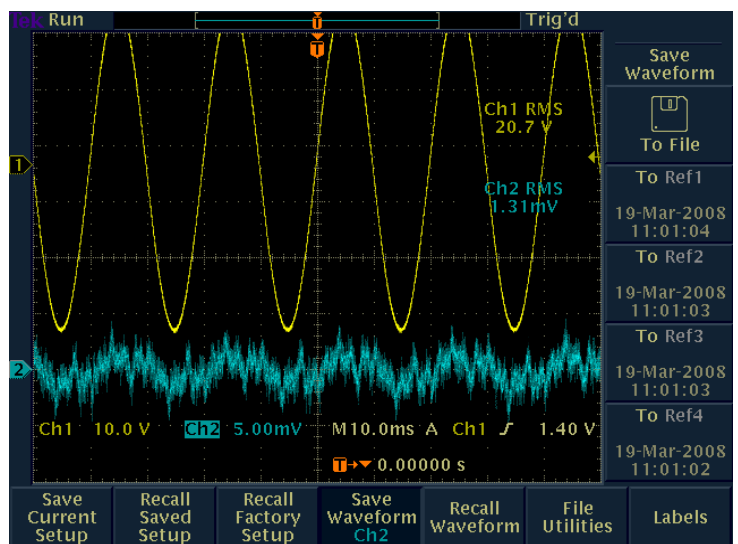 Tek Run Trig'd
T
T
Ch1 RMS
20.7 V
Ch2 RMS
1.31mV
1
2
Ch1 10.0 V Ch2 5.00mV M10.0ms A Ch1 1.40 V
T 0.00000 s
Save
Waveform
To File
To Ref1
19-Mar-2008
11:01:04
To Ref2
19-Mar-2008
11:01:03
To Ref3
19-Mar-2008
11:01:03
To Ref4
19-Mar-2008
11:01:02
Save
Current
Setup
Recall
Saved
Setup
Recall
Factory
Setup
Save
Waveform
Ch2
Recall
Waveform
File
Utilities
Labels